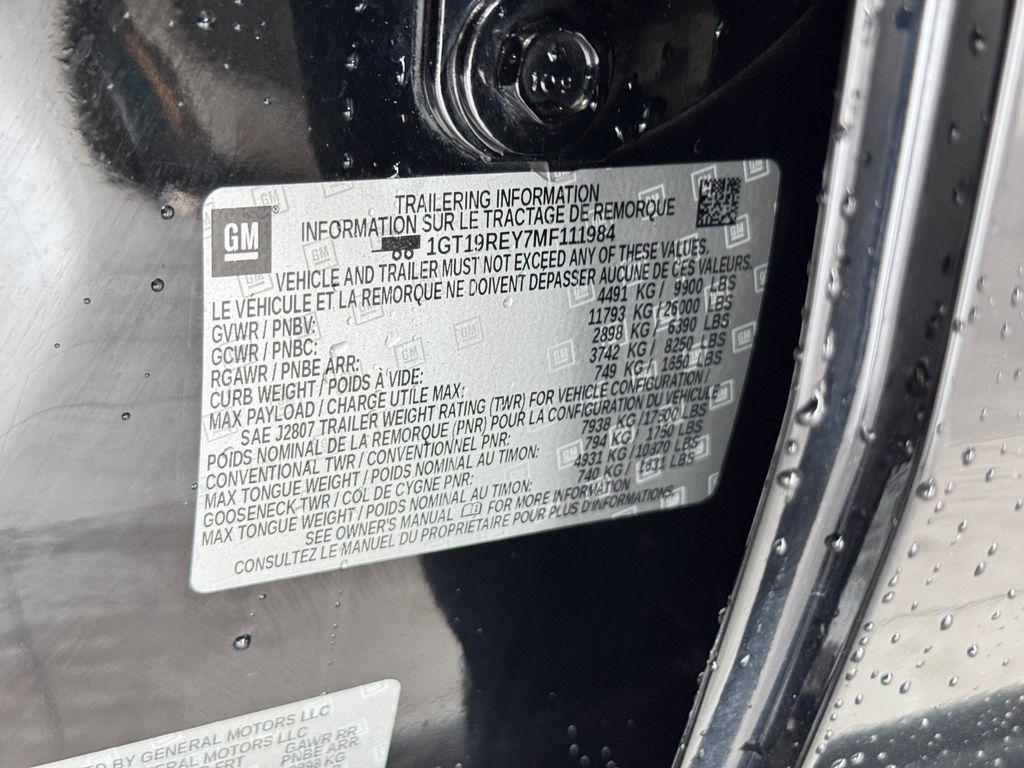 TRAILERING INFORMATION
INFORMATION SUR LE TRACTAGE DE REMORQUE
GM
1GT19REY7MF111984
VEHICLE AND TRAILER MUST NOT EXCEED ANY OF THESE VALUES.
LE VÉHICULE ET LA REMORQUE NE DOIVENT DÉPASSER AUCUNE DE CES VALEURS.
GVWR / PNBV: 4491 KG / 9900 LBS
GCWR / PNBC: 11793 KG / 26000 LBS
RGAWR / PNBE ARR: 2898 KG / 6390 LBS
CURB WEIGHT / POIDS À VIDE: 3742 KG / 8250 LBS
MAX PAYLOAD / CHARGE UTILE MAX: 749 KG / 1650 LBS
SAE J2807 TRAILER WEIGHT RATING (TWR) FOR VEHICLE CONFIGURATION /
POIDS NOMINAL DE LA REMORQUE (PNR) POUR LA CONFIGURATION DU VÉHICULE
CONVENTIONAL TWR / CONVENTIONNEL PNR: 7938 KG / 17500 LBS
MAX TONGUE WEIGHT / POIDS NOMINAL AU TIMON: 794 KG / 1750 LBS
GOOSENECK TWR / COL DE CYGNE PNR: 4931 KG / 10870 LBS
MAX TONGUE WEIGHT / POIDS NOMINAL AU TIMON: 740 KG / 1631 LBS
SEE OWNER'S MANUAL FOR MORE INFORMATION
CONSULTEZ LE MANUEL DU PROPRIÉTAIRE POUR PLUS D'INFORMATIONS.
BY GENERAL MOTORS LLC
MOTORS LLC
GAWR RR
PNBE ARR.